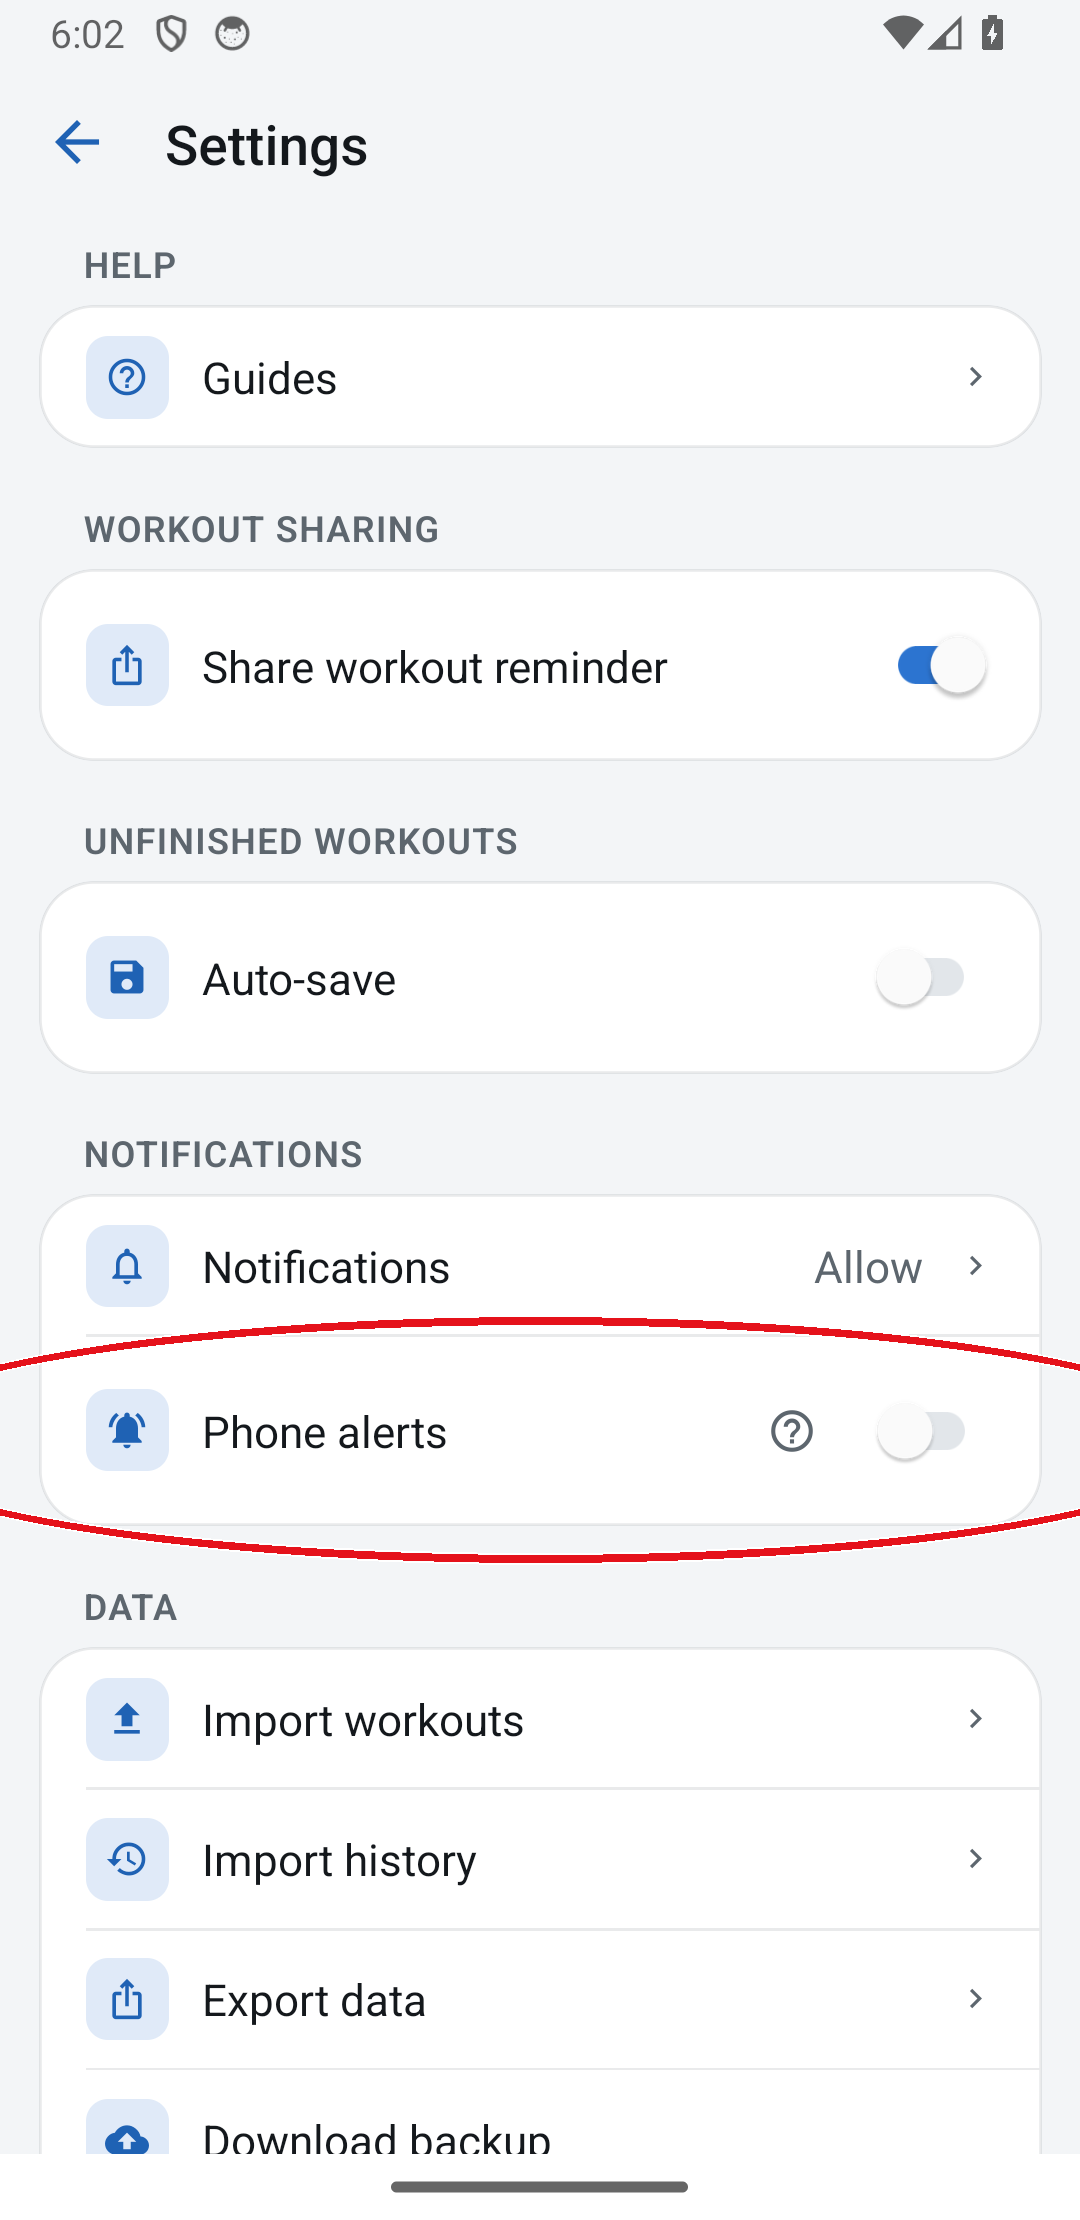 6:02
Settings
HELP
Guides
WORKOUT SHARING
Share workout reminder
UNFINISHED WORKOUTS
Auto-save
NOTIFICATIONS
Notifications Allow
Phone alerts
DATA
Import workouts
Import history
Export data
Download backup